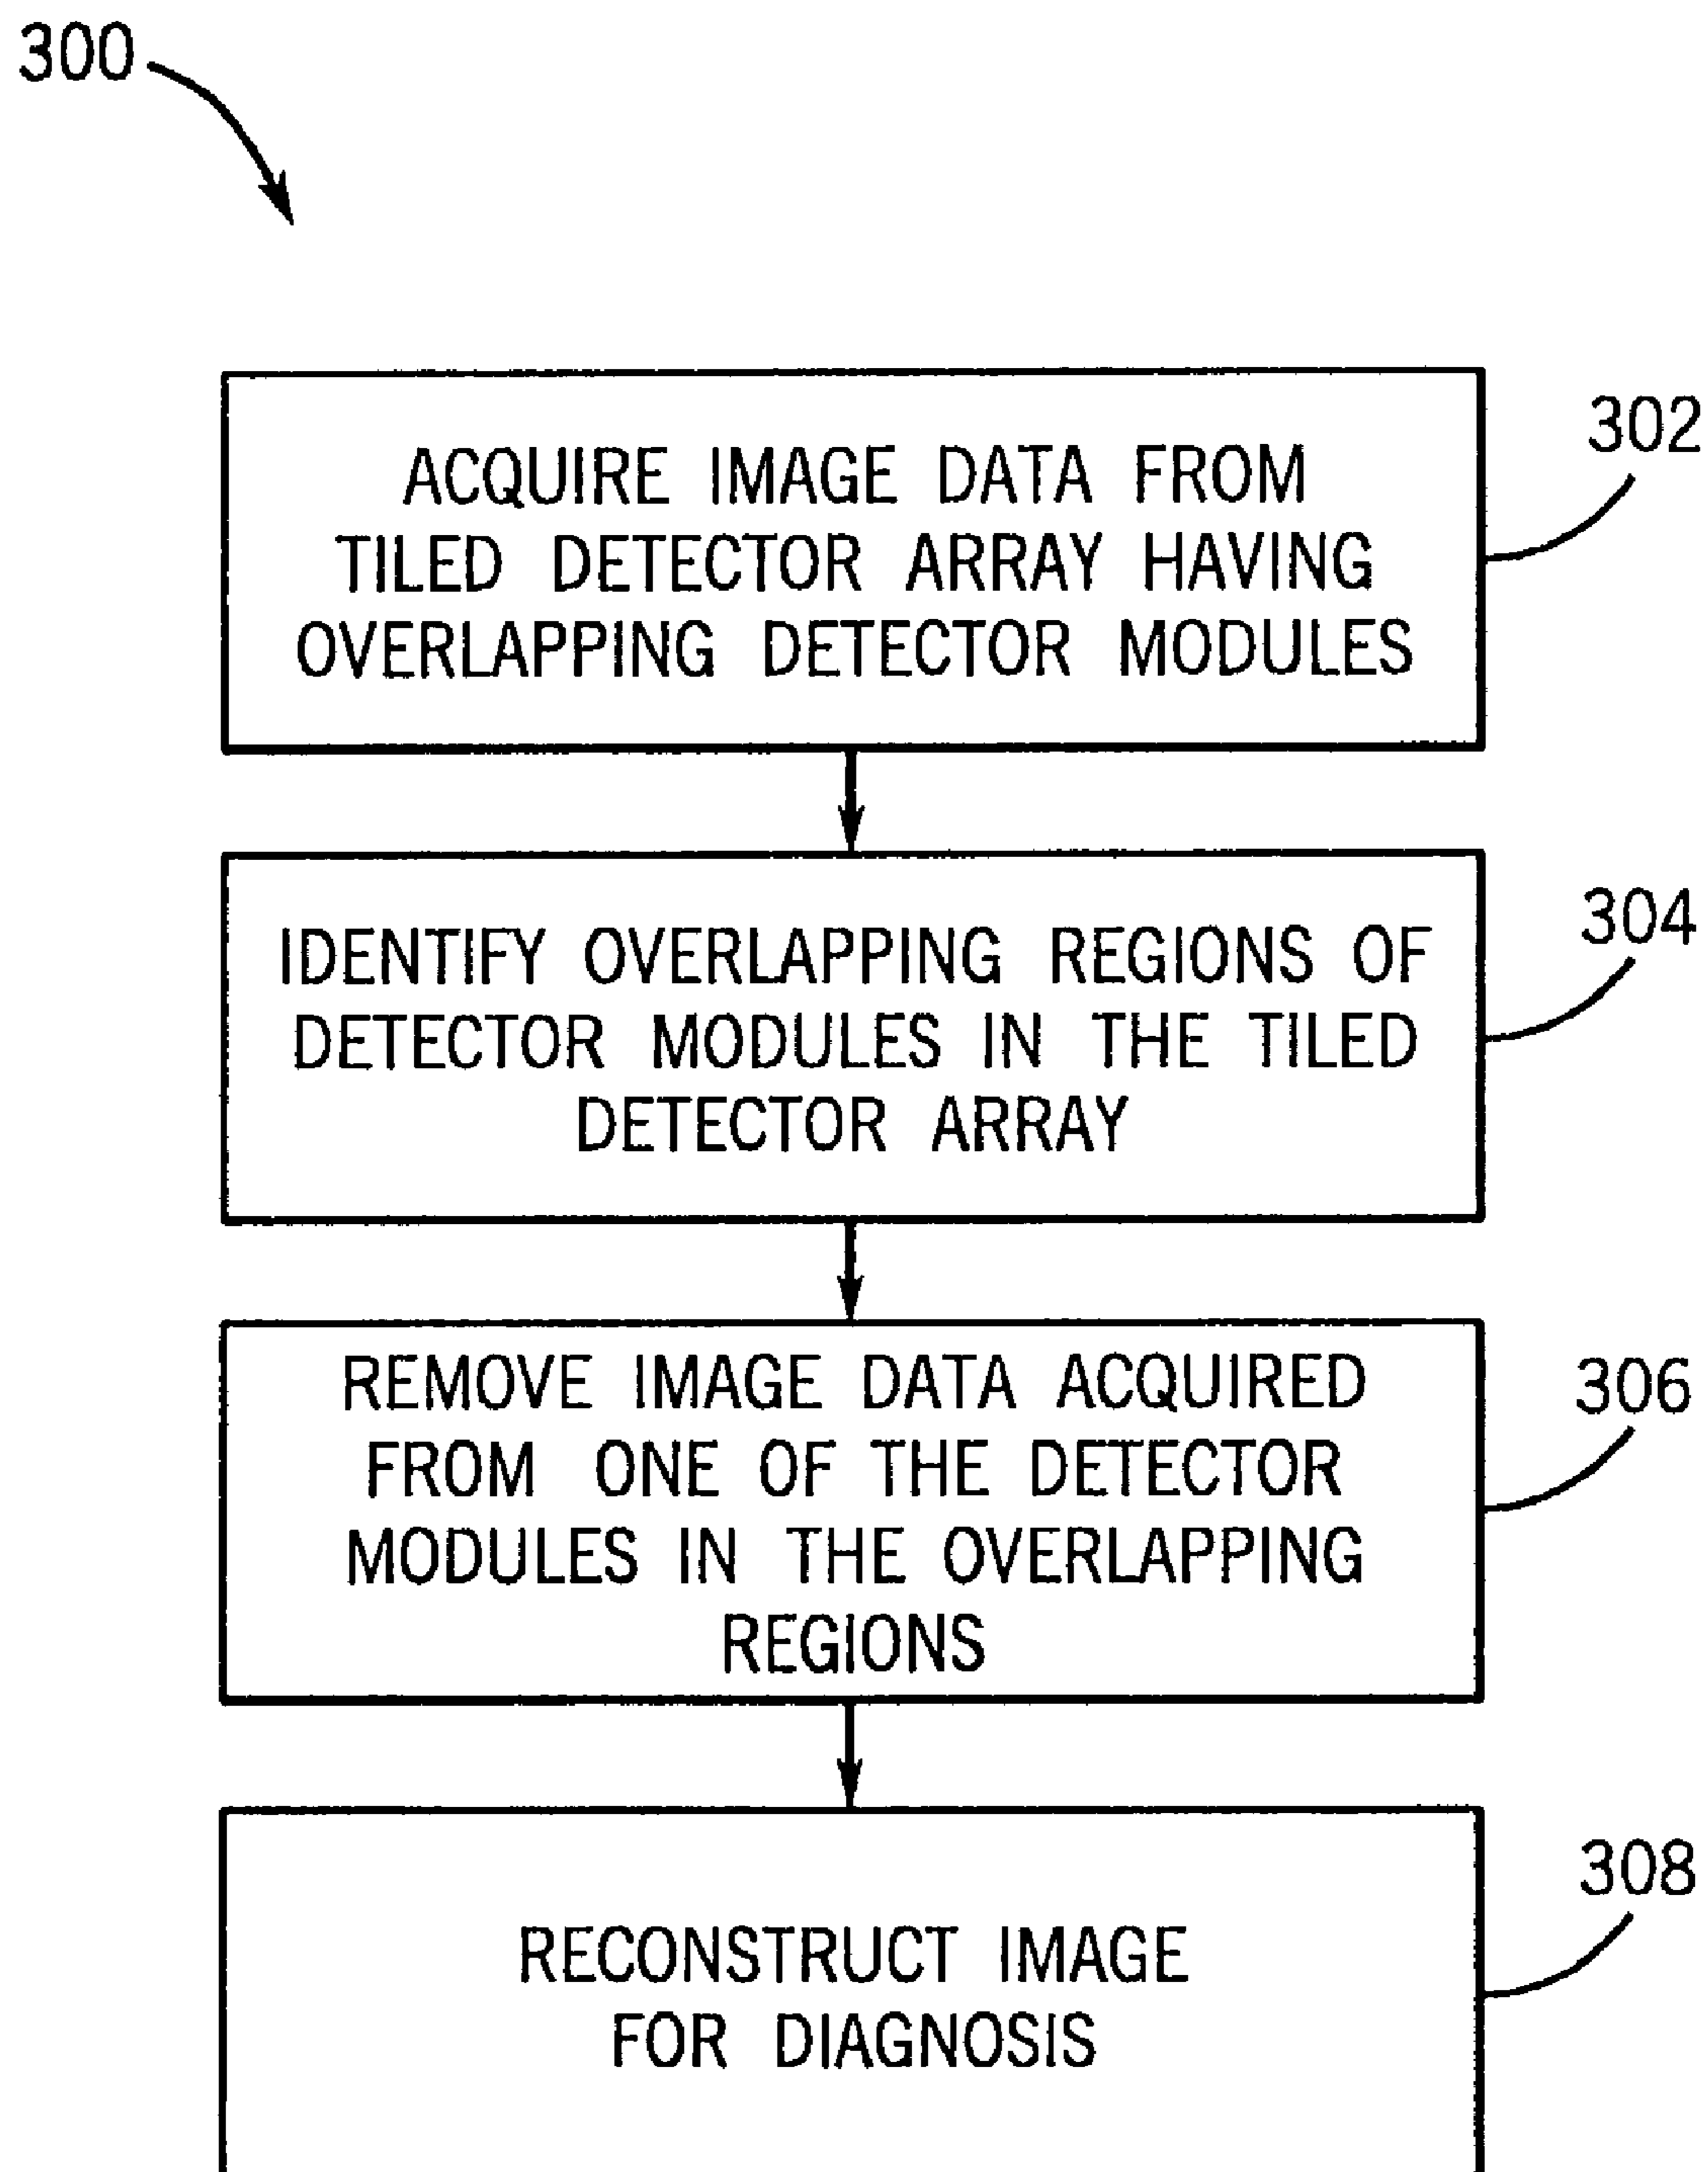 300
302
ACQUIRE IMAGE DATA FROM
TILED DETECTOR ARRAY HAVING
OVERLAPPING DETECTOR MODULES
304
IDENTIFY OVERLAPPING REGIONS OF
DETECTOR MODULES IN THE TILED
DETECTOR ARRAY
306
REMOVE IMAGE DATA ACQUIRED
FROM ONE OF THE DETECTOR
MODULES IN THE OVERLAPPING
REGIONS
308
RECONSTRUCT IMAGE
FOR DIAGNOSIS